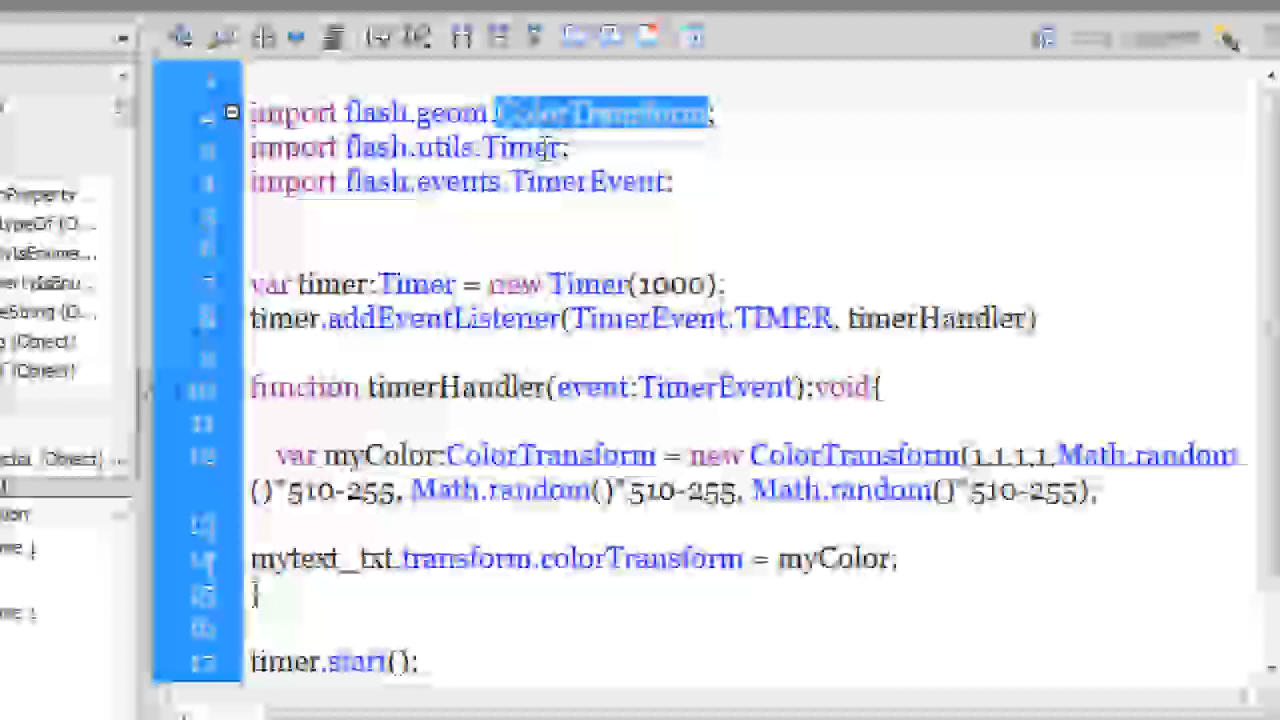 import flash.geom.ColorTransform;
import flash.utils.Timer;
import flash.events.TimerEvent;
var timer:Timer = new Timer(1000);
timer.addEventListener(TimerEvent.TIMER, timerHandler)
function timerHandler(event:TimerEvent):void{
var myColor:ColorTransform = new ColorTransform(1,1,1,1,Math.random
()*510-255, Math.random()*510-255, Math.random()*510-255);
mytext_txt.transform.colorTransform = myColor;
}
timer.start();